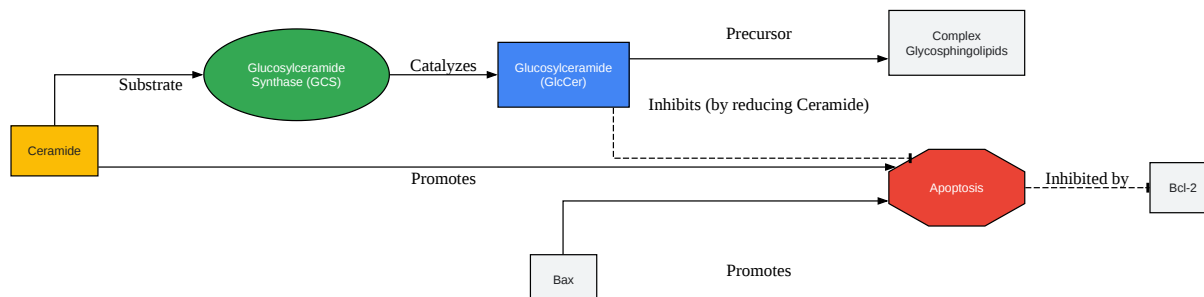 Complex
Glycosphingolipids
Precursor
Glucosylceramide
Synthase (GCS)
Catalyzes
Glucosylceramide
(GlcCer)
Substrate
Inhibits (by reducing Ceramide)
Ceramide
Promotes
Apoptosis
Inhibited by
Bcl-2
Promotes
Bax